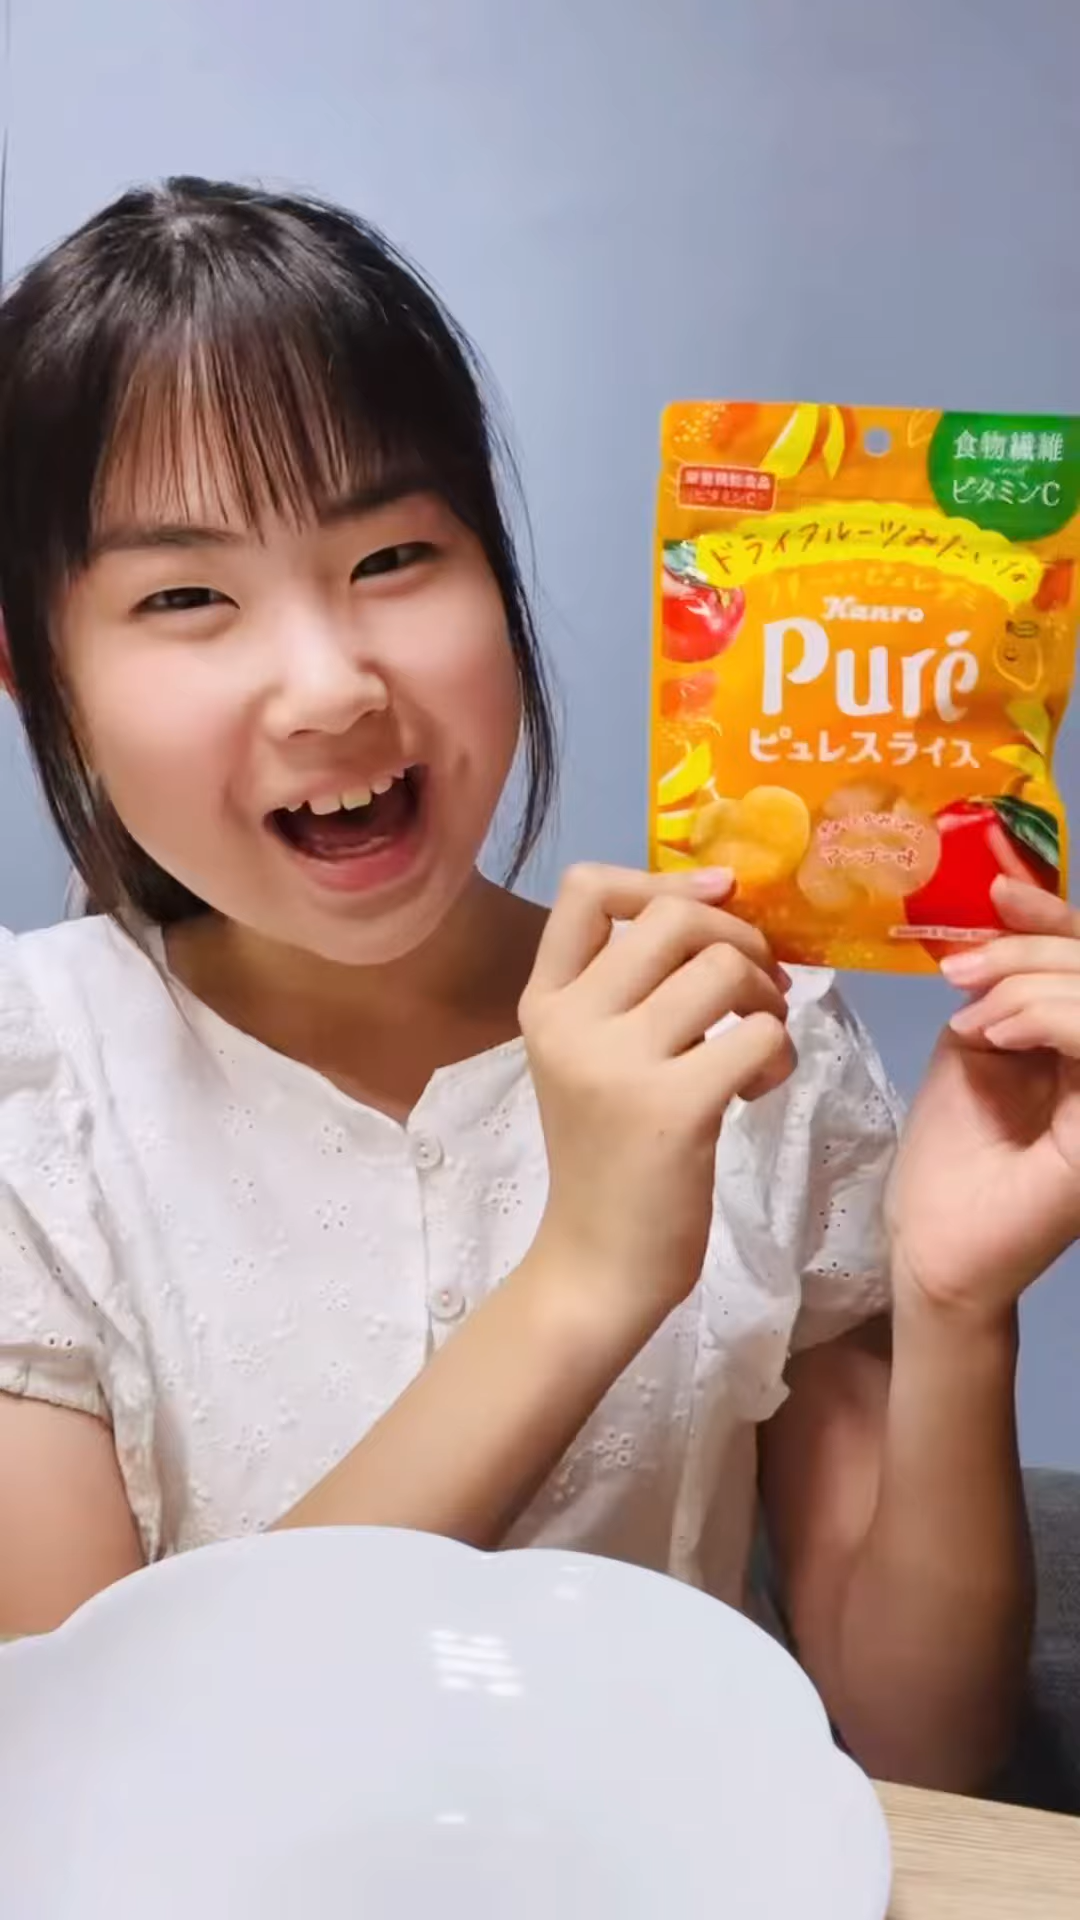 食物繊維
ビタミンC
栄養機能食品
ビタミンC
ドライフルーツみたいな
Kanro
Puré
ピュレスライス
マンゴー味